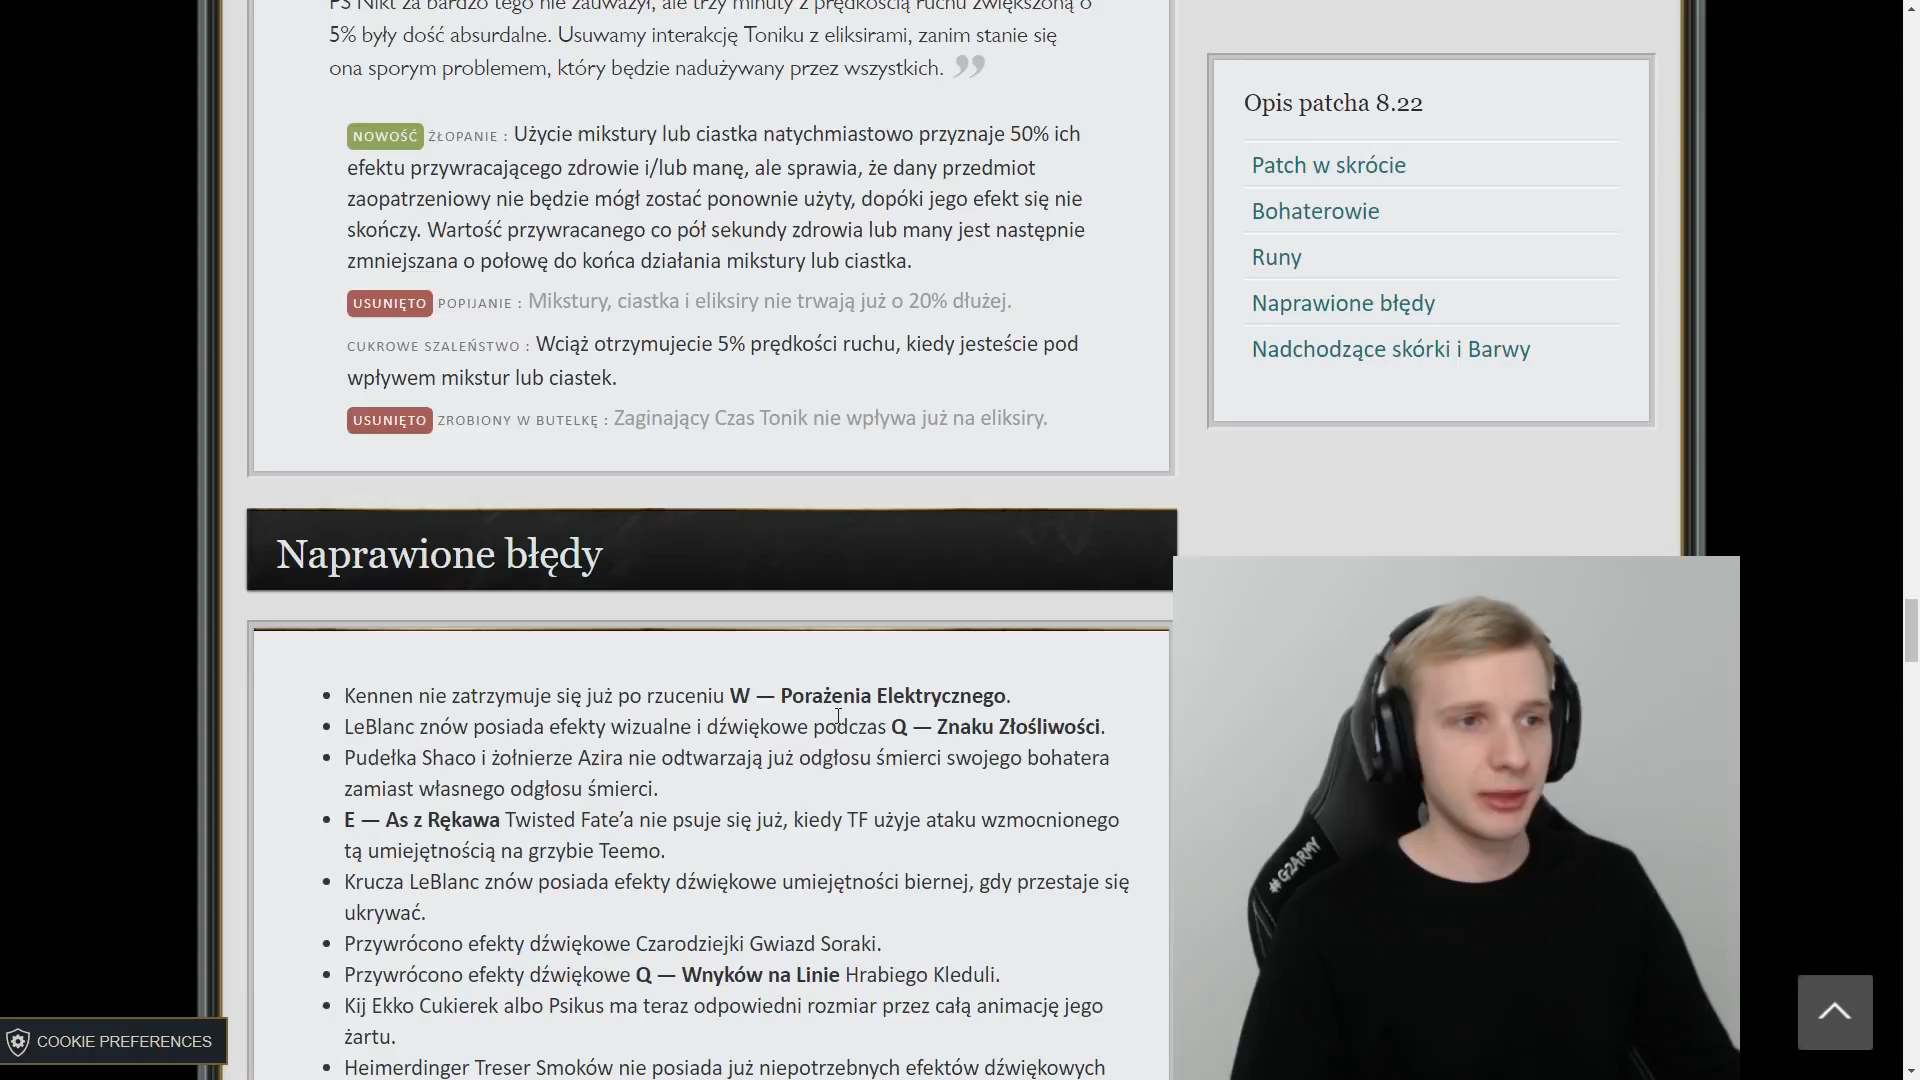 PS Nikt za bardzo tego nie zauważył, ale trzy minuty z prędkością ruchu zwiększoną o
5% były dość absurdalne. Usuwamy interakcję Toniku z eliksirami, zanim stanie się
ona sporym problemem, który będzie nadużywany przez wszystkich. ”
NOWOŚĆ ŻŁOPANIE : Użycie mikstury lub ciastka natychmiastowo przyznaje 50% ich
efektu przywracającego zdrowie i/lub manę, ale sprawia, że dany przedmiot
zaopatrzeniowy nie będzie mógł zostać ponownie użyty, dopóki jego efekt się nie
skończy. Wartość przywracanego co pół sekundy zdrowia lub many jest następnie
zmniejszana o połowę do końca działania mikstury lub ciastka.
USUNIĘTO POPIJANIE : Mikstury, ciastka i eliksiry nie trwają już o 20% dłużej.
CUKROWE SZALEŃSTWO : Wciąż otrzymujecie 5% prędkości ruchu, kiedy jesteście pod
wpływem mikstur lub ciastek.
USUNIĘTO ZROBIONY W BUTELKĘ : Zaginający Czas Tonik nie wpływa już na eliksiry.
Opis patcha 8.22
Patch w skrócie
Bohaterowie
Runy
Naprawione błędy
Nadchodzące skórki i Barwy
Naprawione błędy
• Kennen nie zatrzymuje się już po rzuceniu W — Porażenia Elektrycznego.
• LeBlanc znów posiada efekty wizualne i dźwiękowe podczas Q — Znaku Złośliwości.
• Pudełka Shaco i żołnierze Azira nie odtwarzają już odgłosu śmierci swojego bohatera
zamiast własnego odgłosu śmierci.
• E — As z Rękawa Twisted Fate’a nie psuje się już, kiedy TF użyje ataku wzmocnionego
tą umiejętnością na grzybie Teemo.
• Krucza LeBlanc znów posiada efekty dźwiękowe umiejętności biernej, gdy przestaje się
ukrywać.
• Przywrócono efekty dźwiękowe Czarodziejki Gwiazd Soraki.
• Przywrócono efekty dźwiękowe Q — Wnyków na Linie Hrabiego Kleduli.
• Kij Ekko Cukierek albo Psikus ma teraz odpowiedni rozmiar przez całą animację jego
żartu.
• Heimerdinger Treser Smoków nie posiada już niepotrzebnych efektów dźwiękowych
#G2ARMY
COOKIE PREFERENCES